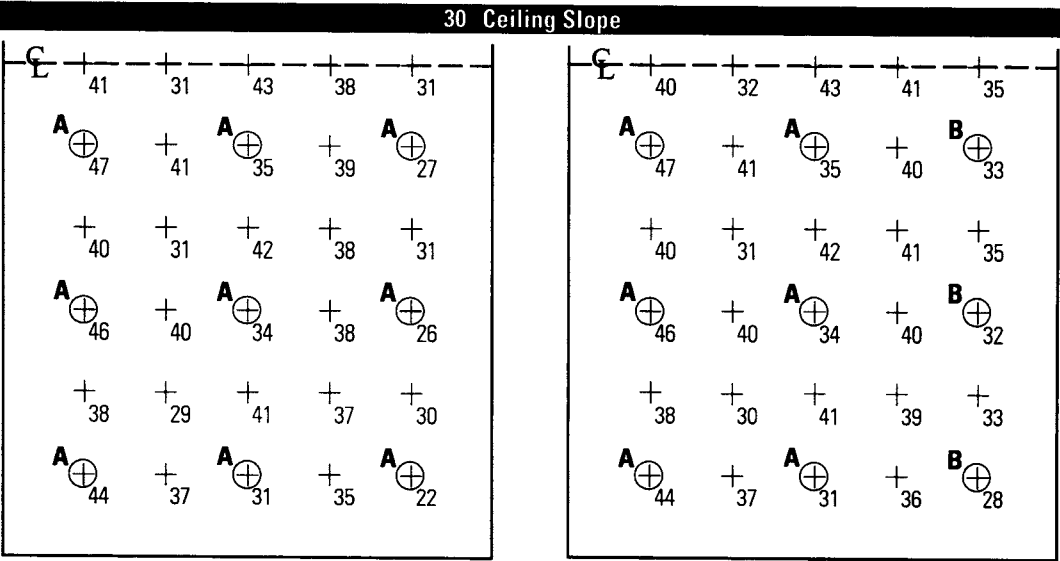 30 Ceiling Slope
℄ 41 31 43 38 31
A A A
47 41 35 39 27
40 31 42 38 31
A A A
46 40 34 38 26
38 29 41 37 30
A A A
44 37 31 35 22
℄ 40 32 43 41 35
A A B
47 41 35 40 33
40 31 42 41 35
A A B
46 40 34 40 32
38 30 41 39 33
A A B
44 37 31 36 28